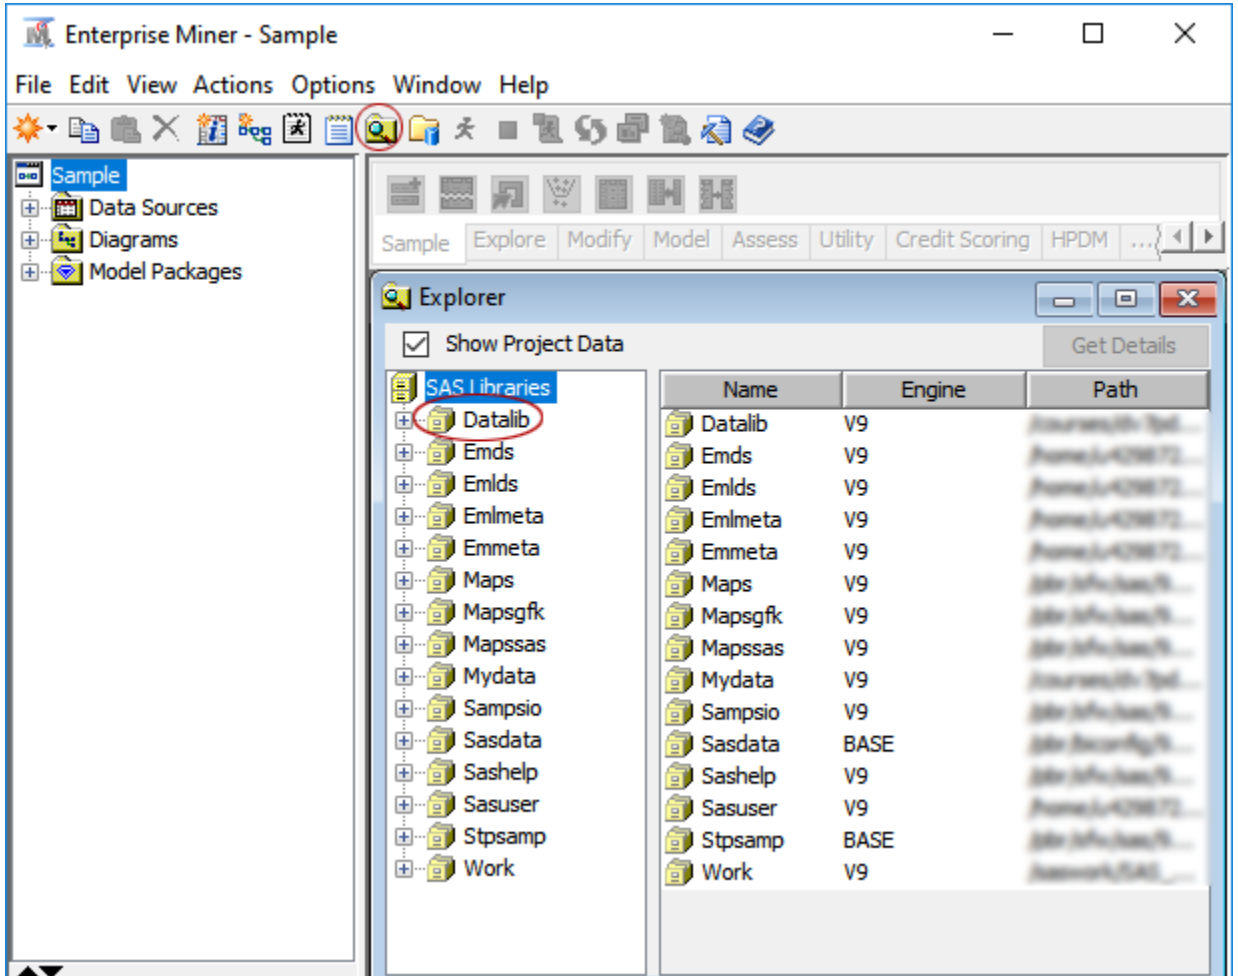 Enterprise Miner - Sample
File Edit View Actions Options Window Help
Sample
Data Sources
Diagrams
Model Packages
Sample Explore Modify Model Assess Utility Credit Scoring HPDM ...
Explorer
Show Project Data Get Details
SAS Libraries
Datalib
Emds
Emlds
Emlmeta
Emmeta
Maps
Mapsgfk
Mapssas
Mydata
Sampsio
Sasdata
Sashelp
Sasuser
Stpsamp
Work
Name Engine Path
Datalib V9
Emds V9
Emlds V9
Emlmeta V9
Emmeta V9
Maps V9
Mapsgfk V9
Mapssas V9
Mydata V9
Sampsio V9
Sasdata BASE
Sashelp V9
Sasuser V9
Stpsamp BASE
Work V9